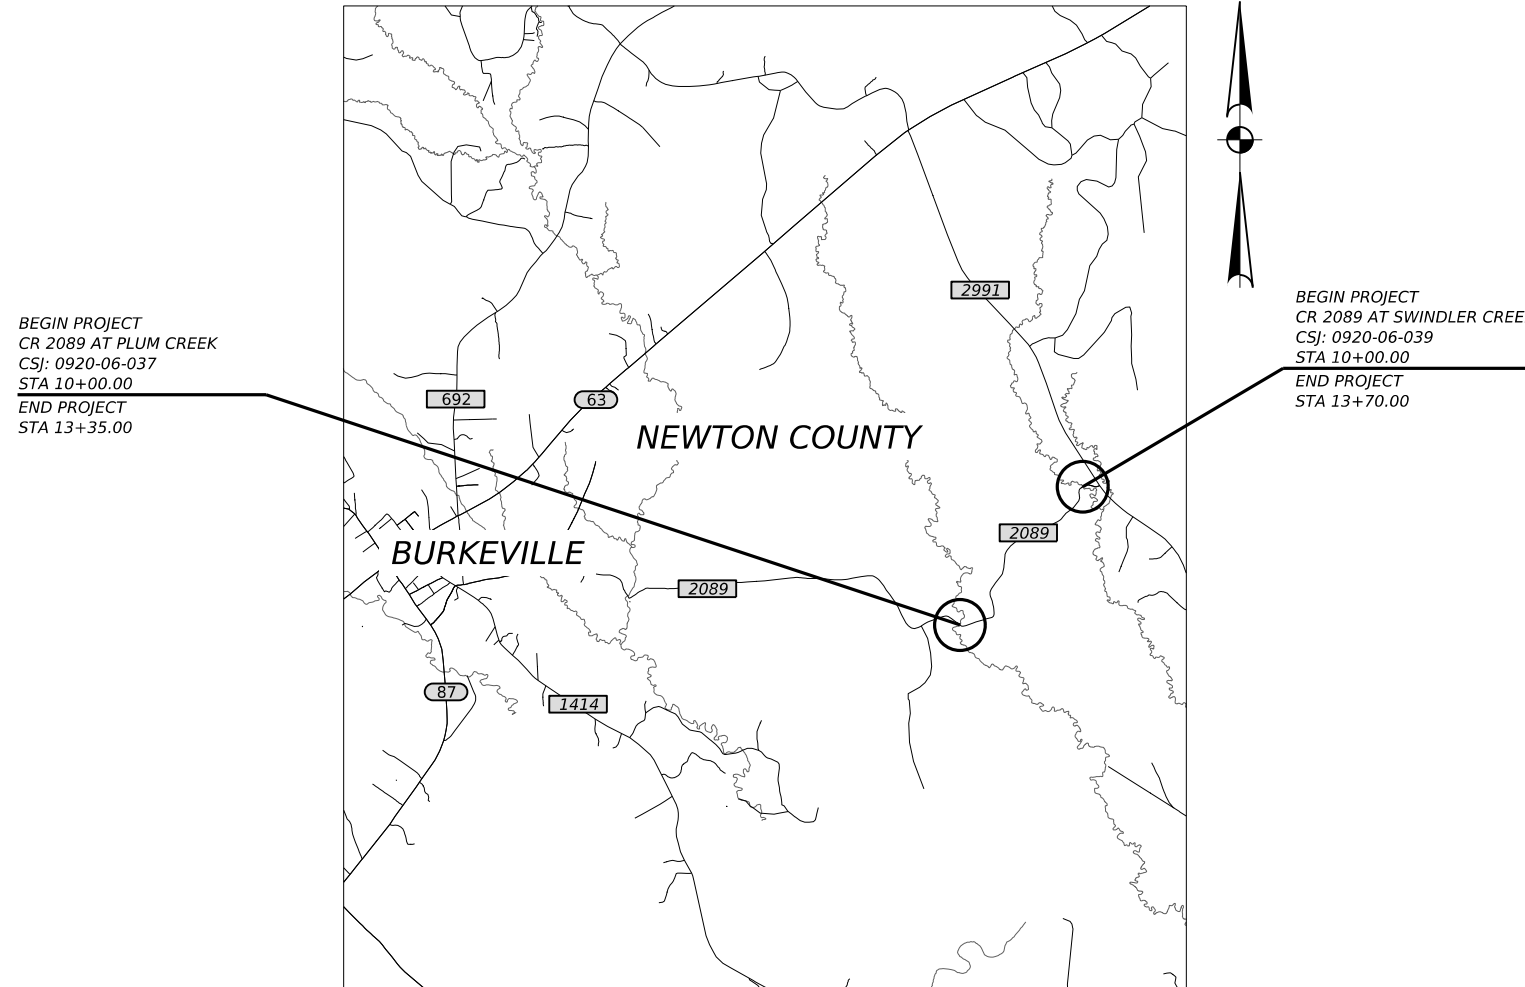 BEGIN PROJECT
CR 2089 AT PLUM CREEK
CSJ: 0920-06-037
STA 10+00.00
END PROJECT
STA 13+35.00
BEGIN PROJECT
CR 2089 AT SWINDLER CREE
CSJ: 0920-06-039
STA 10+00.00
END PROJECT
STA 13+70.00
2991
692
63
NEWTON COUNTY
2089
BURKEVILLE
2089
87
1414